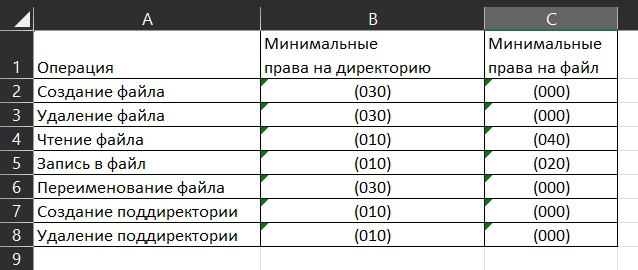 A B C
Минимальные Минимальные
1 Операция права на директорию права на файл
2 Создание файла (030) (000)
3 Удаление файла (030) (000)
4 Чтение файла (010) (040)
5 Запись в файл (010) (020)
6 Переименование файла (030) (000)
7 Создание поддиректории (010) (000)
8 Удаление поддиректории (010) (000)
9